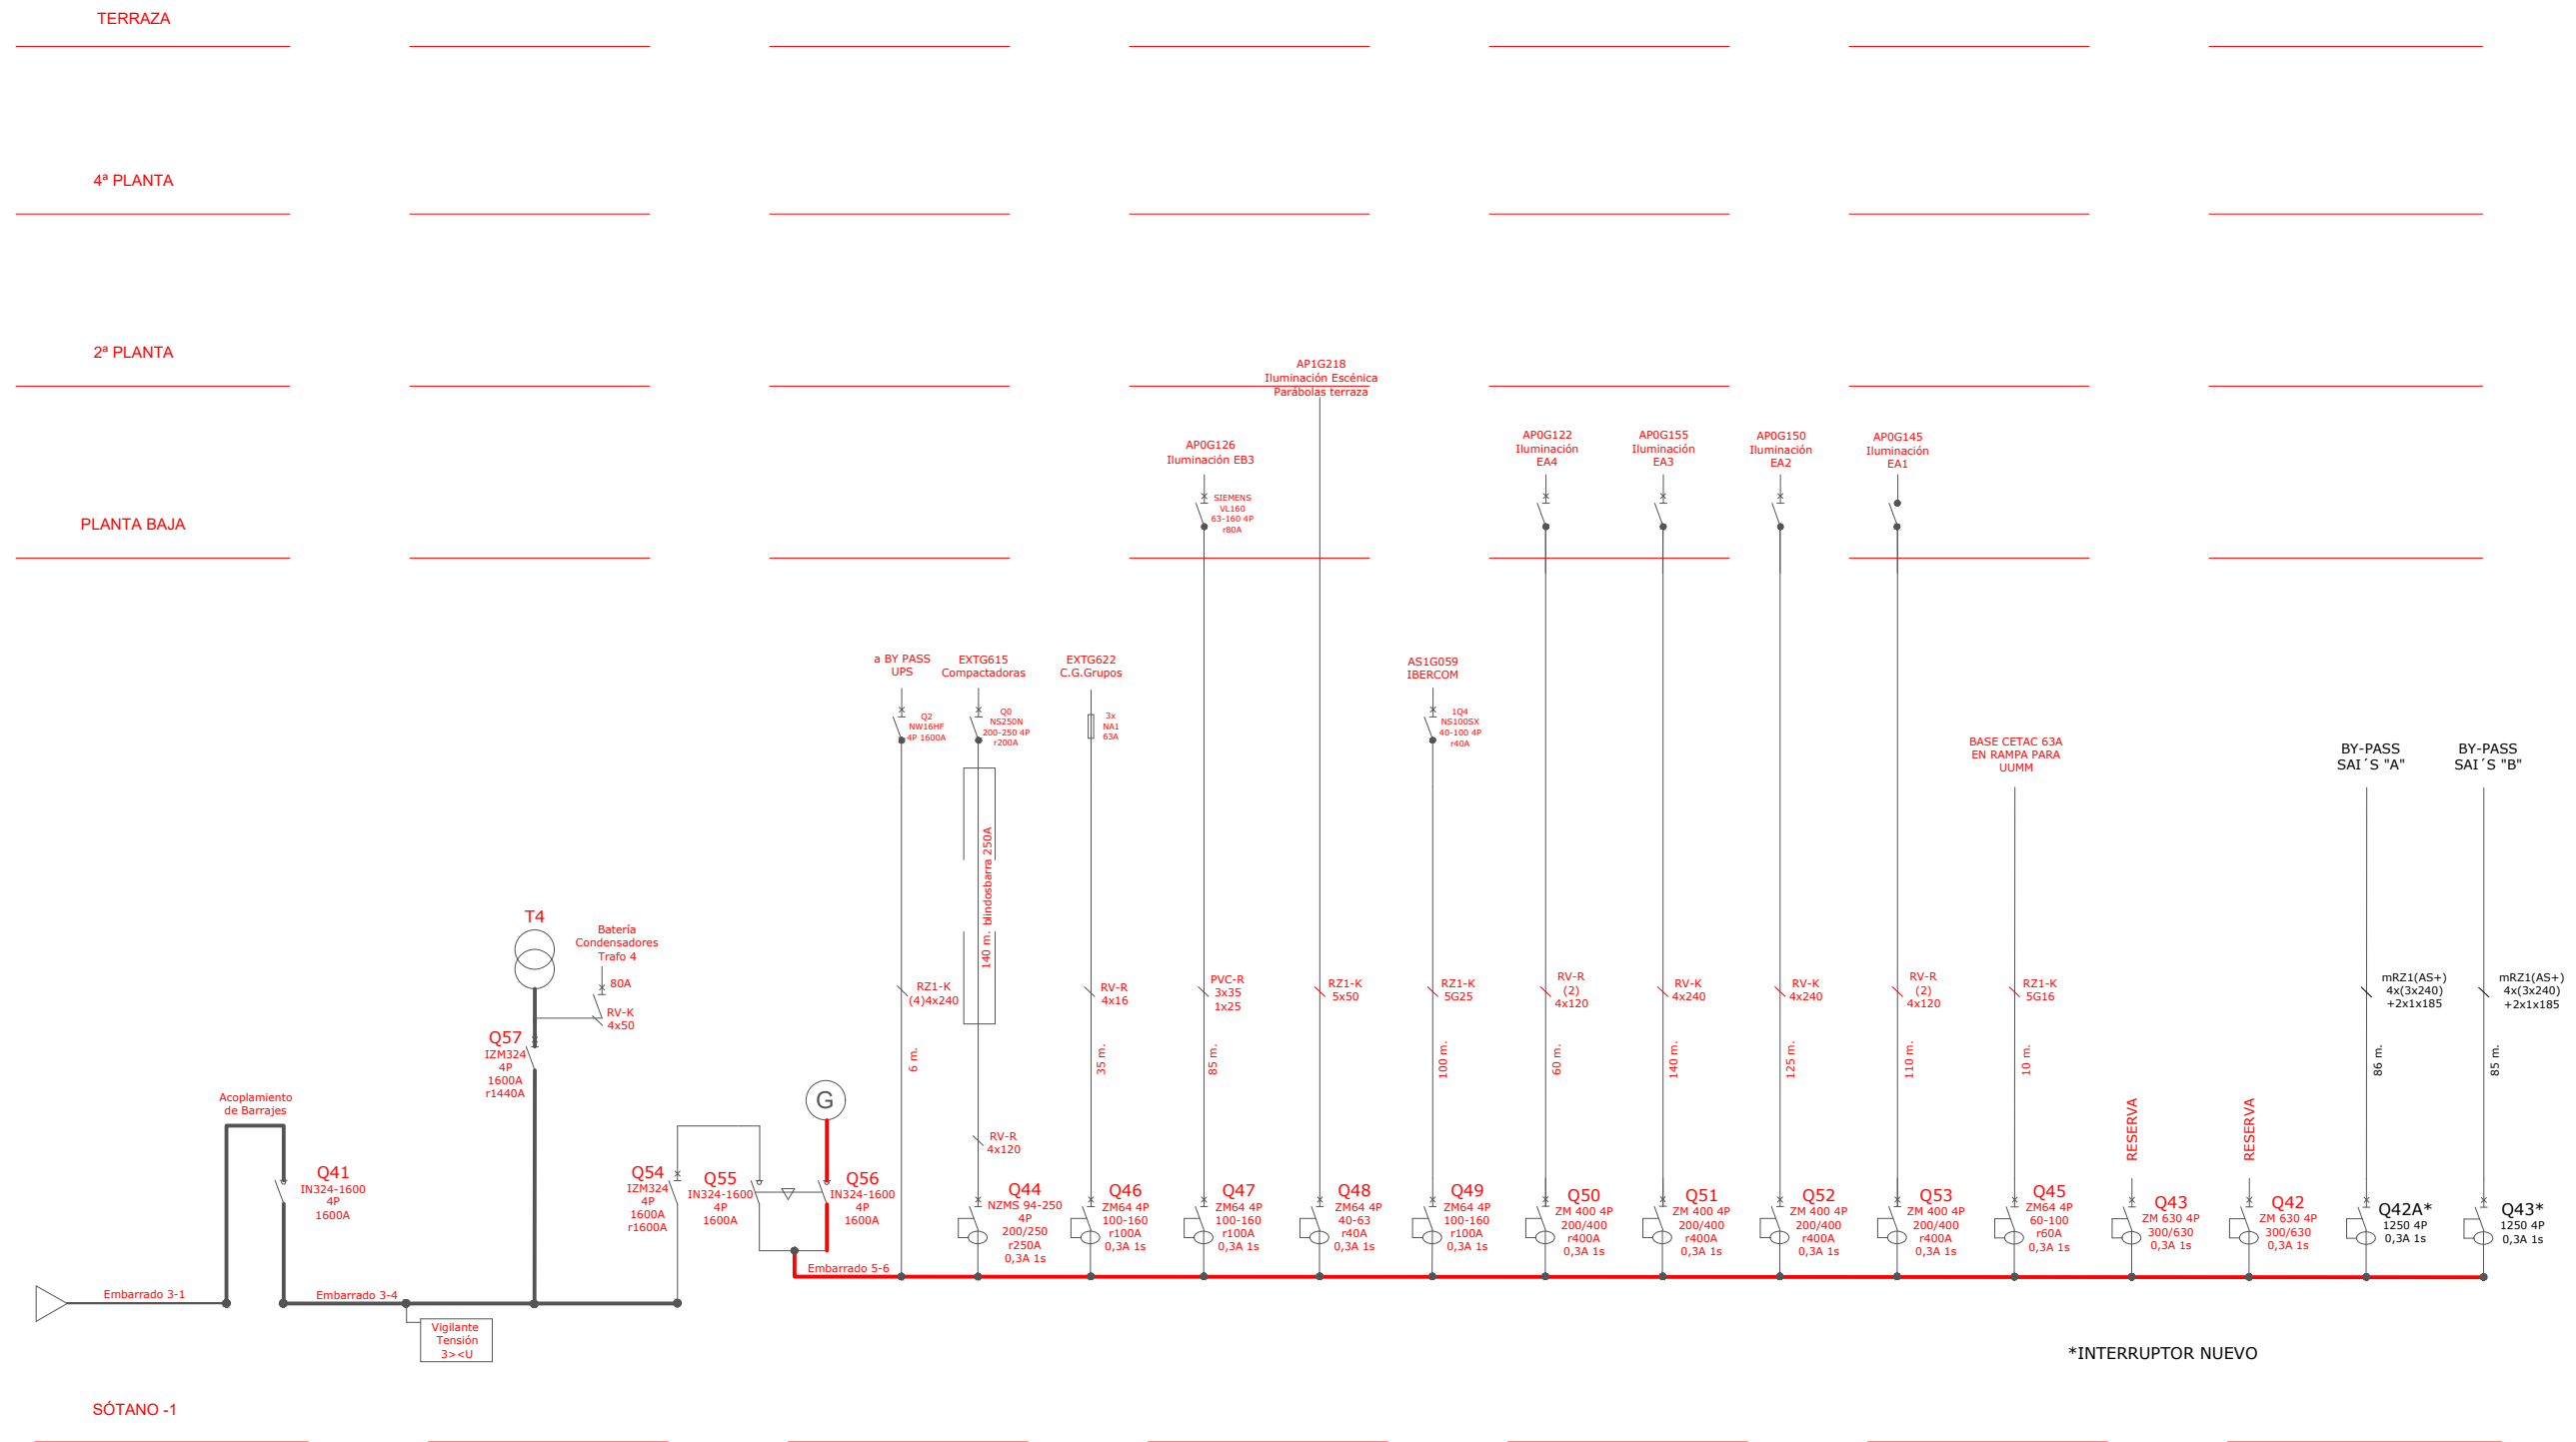 TERRAZA
4ª PLANTA
2ª PLANTA
PLANTA BAJA
AP1G218
Iluminación Escénica
Parábolas terraza
AP0G126
Iluminación EB3
SIEMENS
VL160
63-160 4P
r80A
AP0G122
Iluminación
EA4
AP0G155
Iluminación
EA3
AP0G150
Iluminación
EA2
AP0G145
Iluminación
EA1
a BY PASS
UPS
Q2
NW16HF
4P 1600A
EXTG615
Compactadoras
Q0
NS250N
200-250 4P
r200A
EXTG622
C.G.Grupos
3x
NA1
63A
AS1G059
IBERCOM
1Q4
NS100SX
40-100 4P
r40A
BASE CETAC 63A
EN RAMPA PARA
UUMM
BY-PASS
SAI´S "A"
BY-PASS
SAI´S "B"
T4
Batería
Condensadores
Trafo 4
80A
RV-K
4x50
Q57
IZM324
4P
1600A
r1440A
RZ1-K
(4)4x240
6 m.
140 m. blindosbarra 250A
RV-R
4x120
RV-R
4x16
35 m.
PVC-R
3x35
1x25
85 m.
RZ1-K
5x50
RZ1-K
5G25
100 m.
RV-R
(2)
4x120
60 m.
RV-K
4x240
140 m.
RV-K
4x240
125 m.
RV-R
(2)
4x120
110 m.
RZ1-K
5G16
10 m.
mRZ1(AS+)
4x(3x240)
+2x1x185
86 m.
mRZ1(AS+)
4x(3x240)
+2x1x185
85 m.
Acoplamiento
de Barrajes
Q41
IN324-1600
4P
1600A
G
Q54
IZM324
4P
1600A
r1600A
Q55
IN324-1600
4P
1600A
Q56
IN324-1600
4P
1600A
Q44
NZMS 94-250
4P
200/250
r250A
0,3A 1s
Q46
ZM64 4P
100-160
r100A
0,3A 1s
Q47
ZM64 4P
100-160
r100A
0,3A 1s
Q48
ZM64 4P
40-63
r40A
0,3A 1s
Q49
ZM64 4P
100-160
r100A
0,3A 1s
Q50
ZM 400 4P
200/400
r400A
0,3A 1s
Q51
ZM 400 4P
200/400
r400A
0,3A 1s
Q52
ZM 400 4P
200/400
r400A
0,3A 1s
Q53
ZM 400 4P
200/400
r400A
0,3A 1s
Q45
ZM64 4P
60-100
r60A
0,3A 1s
RESERVA
Q43
ZM 630 4P
300/630
0,3A 1s
RESERVA
Q42
ZM 630 4P
300/630
0,3A 1s
Q42A*
1250 4P
0,3A 1s
Q43*
1250 4P
0,3A 1s
Embarrado 5-6
Embarrado 3-1
Embarrado 3-4
Vigilante
Tensión
3><U
*INTERRUPTOR NUEVO
SÓTANO -1